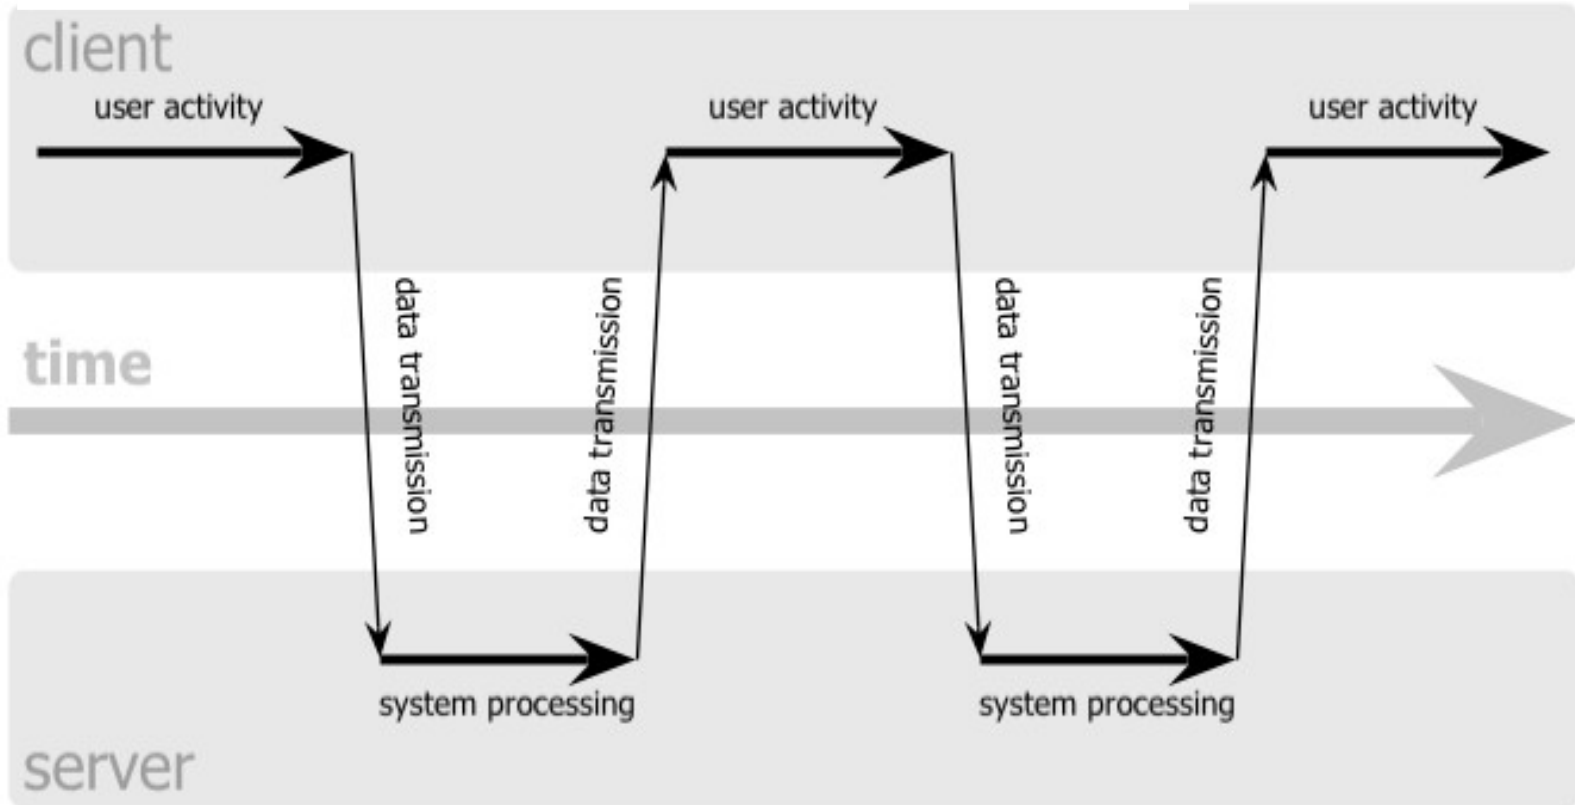 client
user activity
user activity
user activity
data transmission
data transmission
data transmission
data transmission
time
system processing
system processing
server